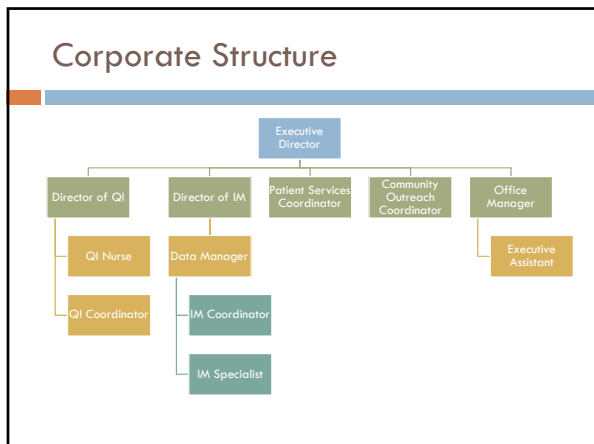 Corporate Structure
Executive
Director
Director of QI
Director of IM
Patient Services
Coordinator
Community
Outreach
Coordinator
Office
Manager
QI Nurse
Data Manager
Executive
Assistant
QI Coordinator
IM Coordinator
IM Specialist